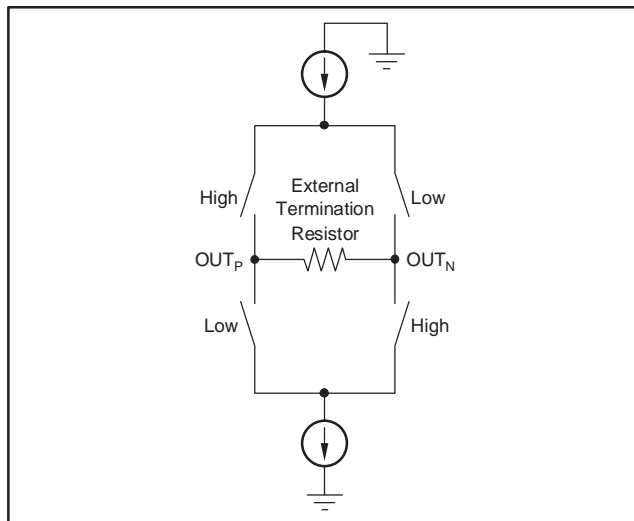 External
Termination
Resistor
High
Low
OUTP
OUTN
Low
High